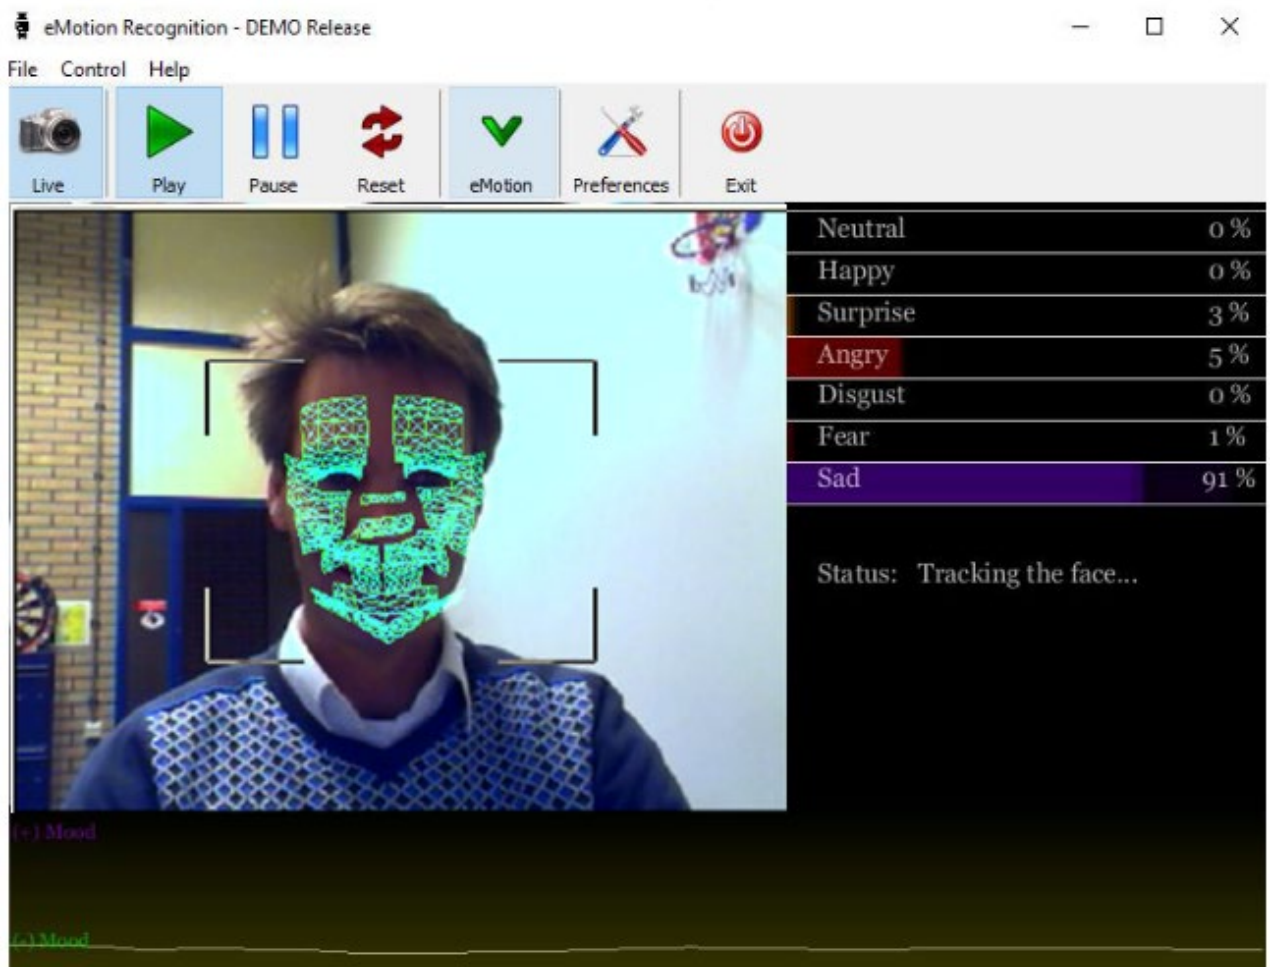 eMotion Recognition - DEMO Release
File Control Help
Live Play Pause Reset eMotion Preferences Exit
Neutral 0 %
Happy 0 %
Surprise 3 %
Angry 5 %
Disgust 0 %
Fear 1 %
Sad 91 %
Status: Tracking the face...
(+) Mood
(-) Mood